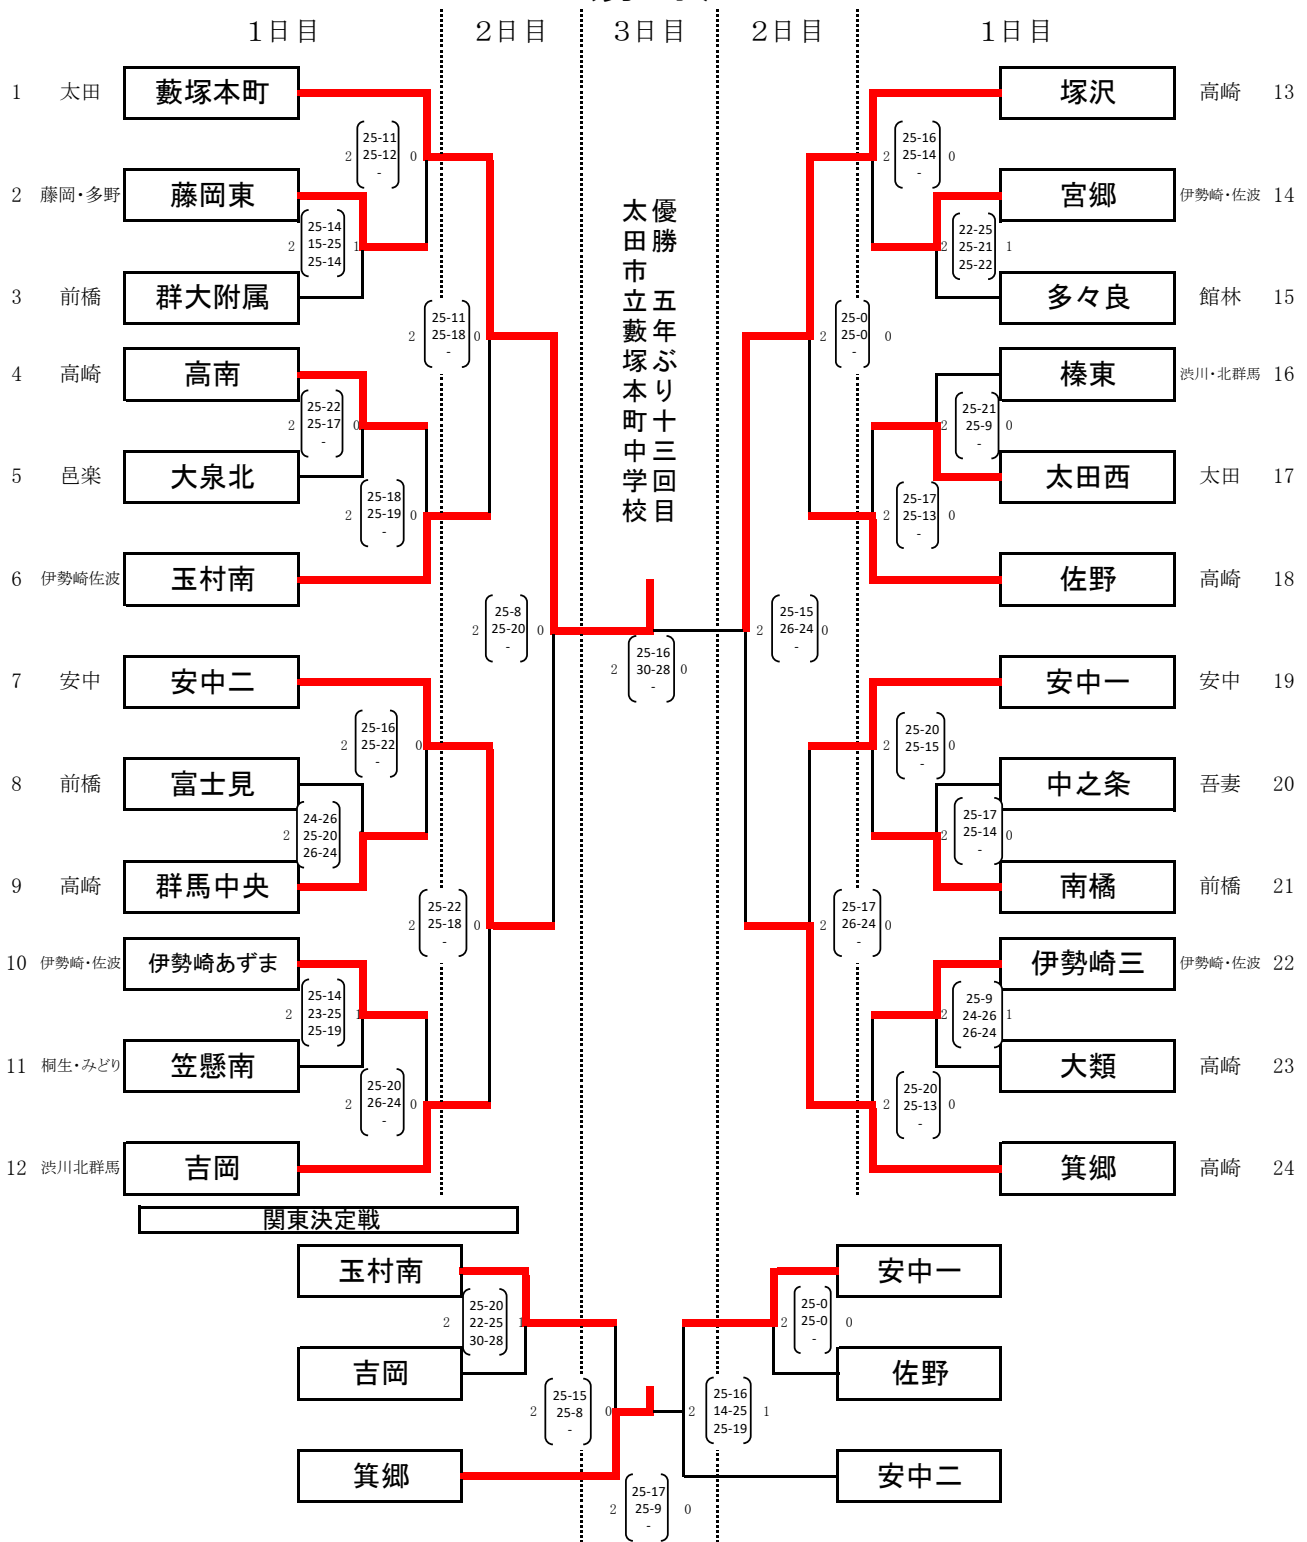 1日目 2日目 3日目 2日目 1日目
1 太田 藪塚本町
2 藤岡・多野 藤岡東
3 前橋 群大附属
4 高崎 高南
5 邑楽 大泉北
6 伊勢崎佐波 玉村南
7 安中 安中二
8 前橋 富士見
9 高崎 群馬中央
10 伊勢崎・佐波 伊勢崎あずま
11 桐生・みどり 笠懸南
12 渋川北群馬 吉岡
2 25-11 0
25-12
-
2 25-14 1
15-25
25-14
2 25-22 0
25-17
-
2 25-18 0
25-19
-
2 25-16 0
25-22
-
2 24-26
25-20
26-24
2 25-14 1
23-25
25-19
2 25-20 0
26-24
-
2 25-11 0
25-18
-
2 25-22 0
25-18
-
2 25-8 0
25-20
-
優勝 五年ぶり十三回目
太田市立藪塚本町中学校
2 25-16 0
30-28
-
2 25-15 0
26-24
-
2 25-0 0
25-0
-
2 25-17 0
26-24
-
2 25-16 0
25-14
-
2 22-25 1
25-21
25-22
2 25-21 0
25-9
-
2 25-17 0
25-13
-
2 25-20 0
25-15
-
2 25-17 0
25-14
-
2 25-9 1
24-26
26-24
2 25-20 0
25-13
-
塚沢 高崎 13
宮郷 伊勢崎・佐波 14
多々良 館林 15
榛東 渋川・北群馬 16
太田西 太田 17
佐野 高崎 18
安中一 安中 19
中之条 吾妻 20
南橘 前橋 21
伊勢崎三 伊勢崎・佐波 22
大類 高崎 23
箕郷 高崎 24
関東決定戦
玉村南
吉岡
箕郷
2 25-20 1
22-25
30-28
2 25-15 0
25-8
-
2 25-17 0
25-9
-
2 25-16 1
14-25
25-19
2 25-0 0
25-0
-
安中一
佐野
安中二